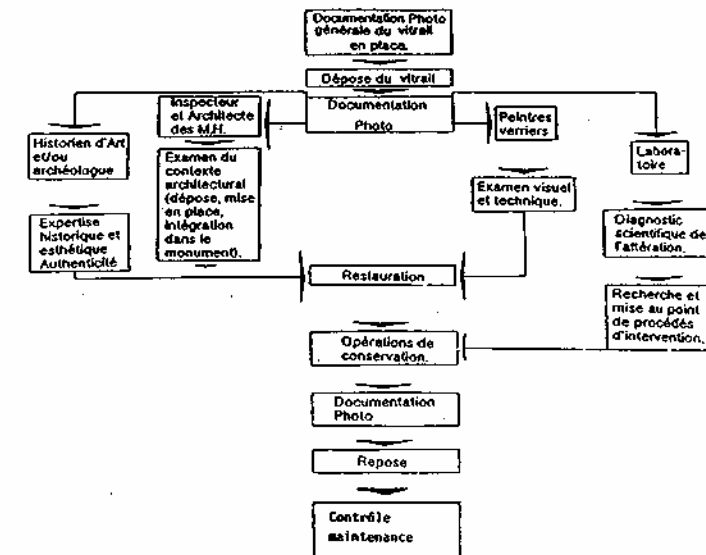 Documentation Photo
générale du vitrail
en place.
Dépose du vitrail
Documentation
Photo
Inspecteur
et Architecte
des M.H.
Peintres
verriers
Historien d'Art
et/ou
archéologue
Labora-
toire
Examen du
contexte
architectural
(dépose, mise
en place,
intégration
dans le
monument).
Examen visuel
et technique.
Expertise
historique et
esthétique
Authenticité
Diagnostic
scientifique de
l'attération.
Restauration
Recherche et
mise au point
de procédés
d'intervention.
Opérations de
conservation.
Documentation
Photo
Repose
Contrôle
maintenance